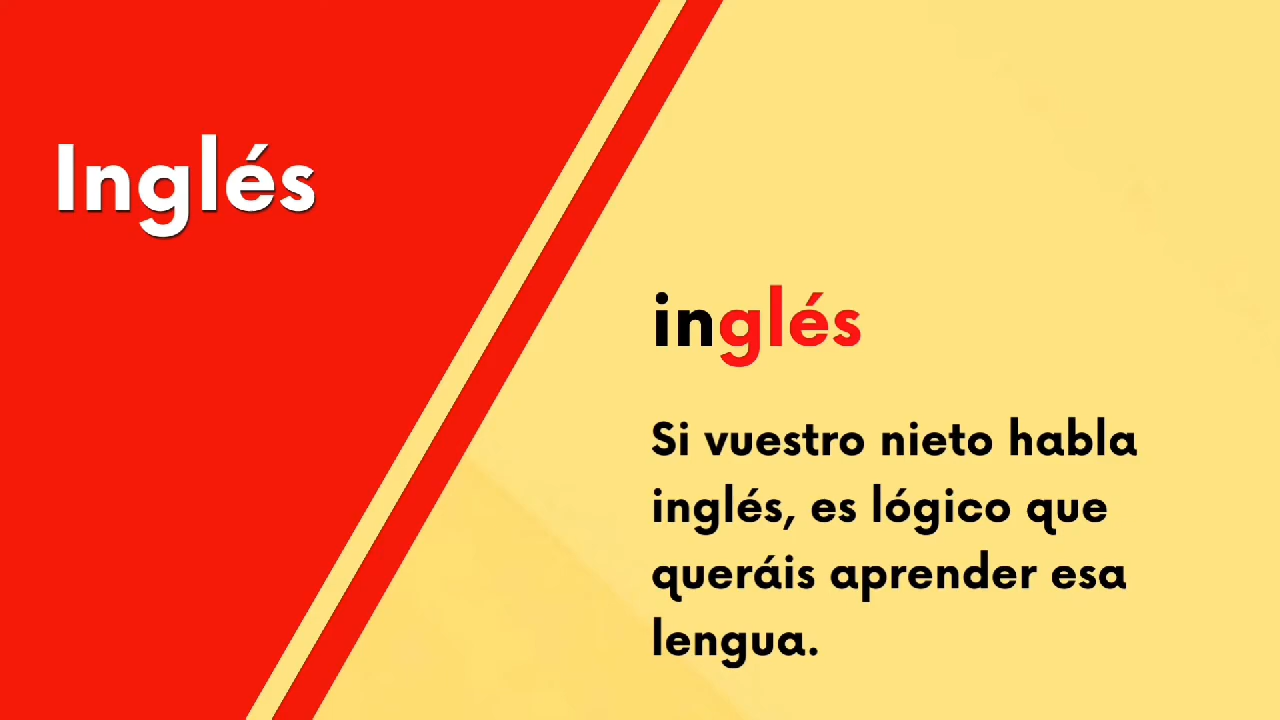 Inglés
inglés
Si vuestro nieto habla
inglés, es lógico que
queráis aprender esa
lengua.